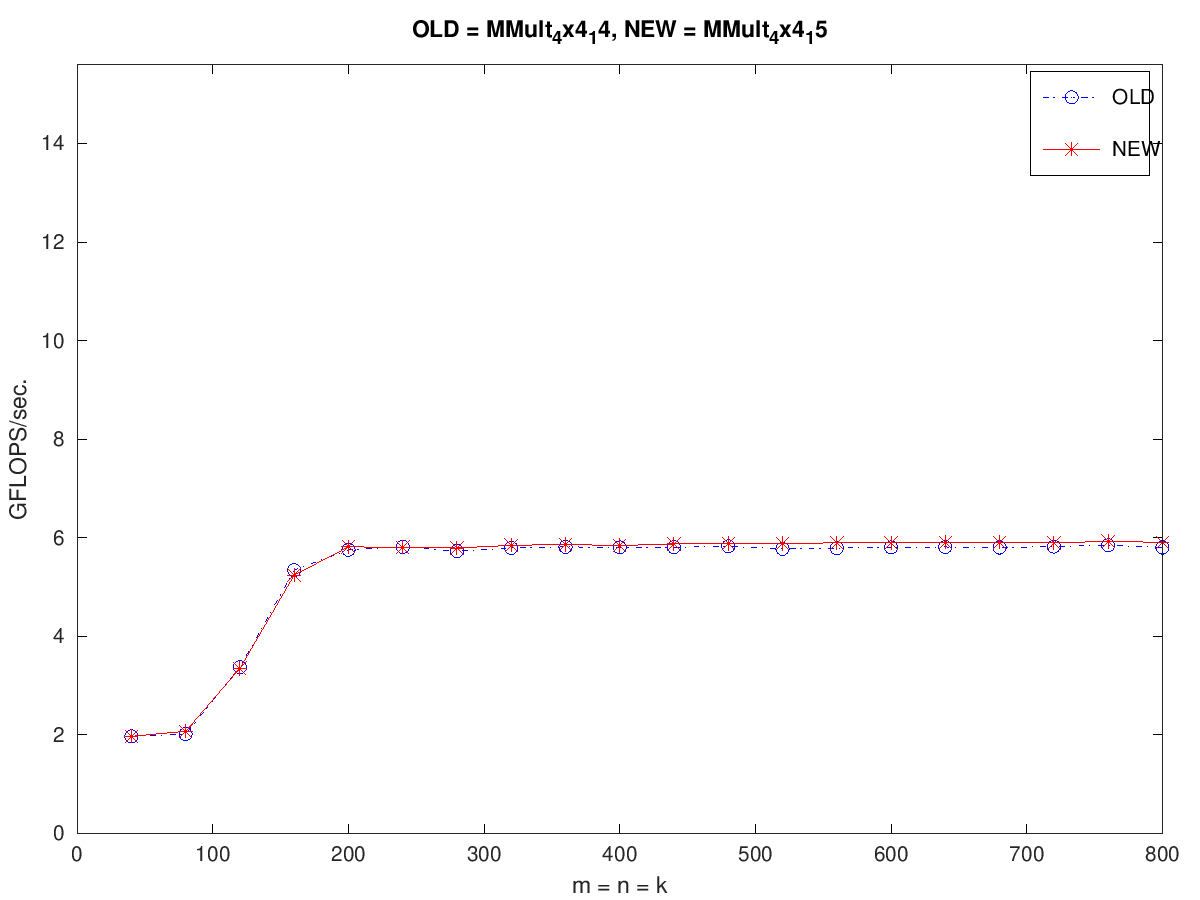 OLD = MMult₄x4₁4, NEW = MMult₄x4₁5
OLD
NEW
14
12
10
8
6
4
2
0
GFLOPS/sec.
0 100 200 300 400 500 600 700 800
m = n = k